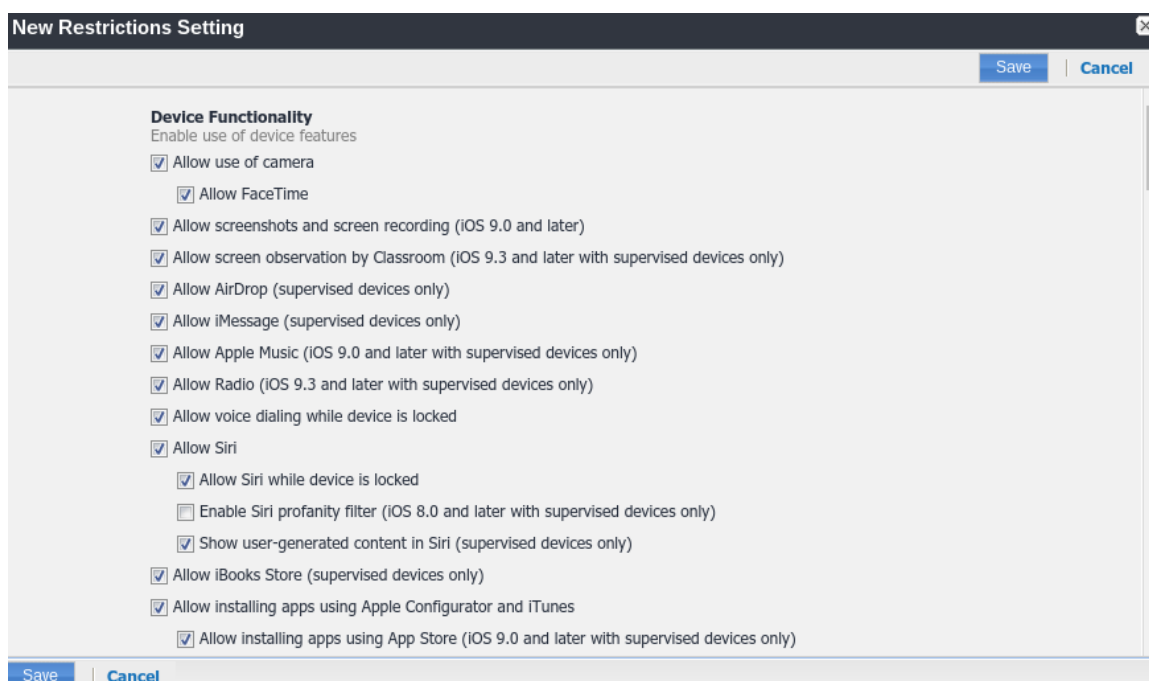 New Restrictions Setting
Save
Cancel
Device Functionality
Enable use of device features
Allow use of camera
Allow FaceTime
Allow screenshots and screen recording (iOS 9.0 and later)
Allow screen observation by Classroom (iOS 9.3 and later with supervised devices only)
Allow AirDrop (supervised devices only)
Allow iMessage (supervised devices only)
Allow Apple Music (iOS 9.0 and later with supervised devices only)
Allow Radio (iOS 9.3 and later with supervised devices only)
Allow voice dialing while device is locked
Allow Siri
Allow Siri while device is locked
Enable Siri profanity filter (iOS 8.0 and later with supervised devices only)
Show user-generated content in Siri (supervised devices only)
Allow iBooks Store (supervised devices only)
Allow installing apps using Apple Configurator and iTunes
Allow installing apps using App Store (iOS 9.0 and later with supervised devices only)
Save
Cancel